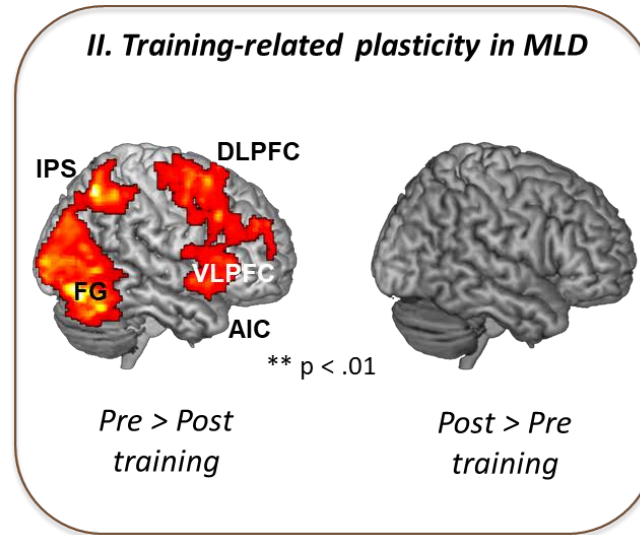 II. Training-related plasticity in MLD
IPS
DLPFC
VLPFC
FG
AIC
** p < .01
Pre > Post
training
Post > Pre
training